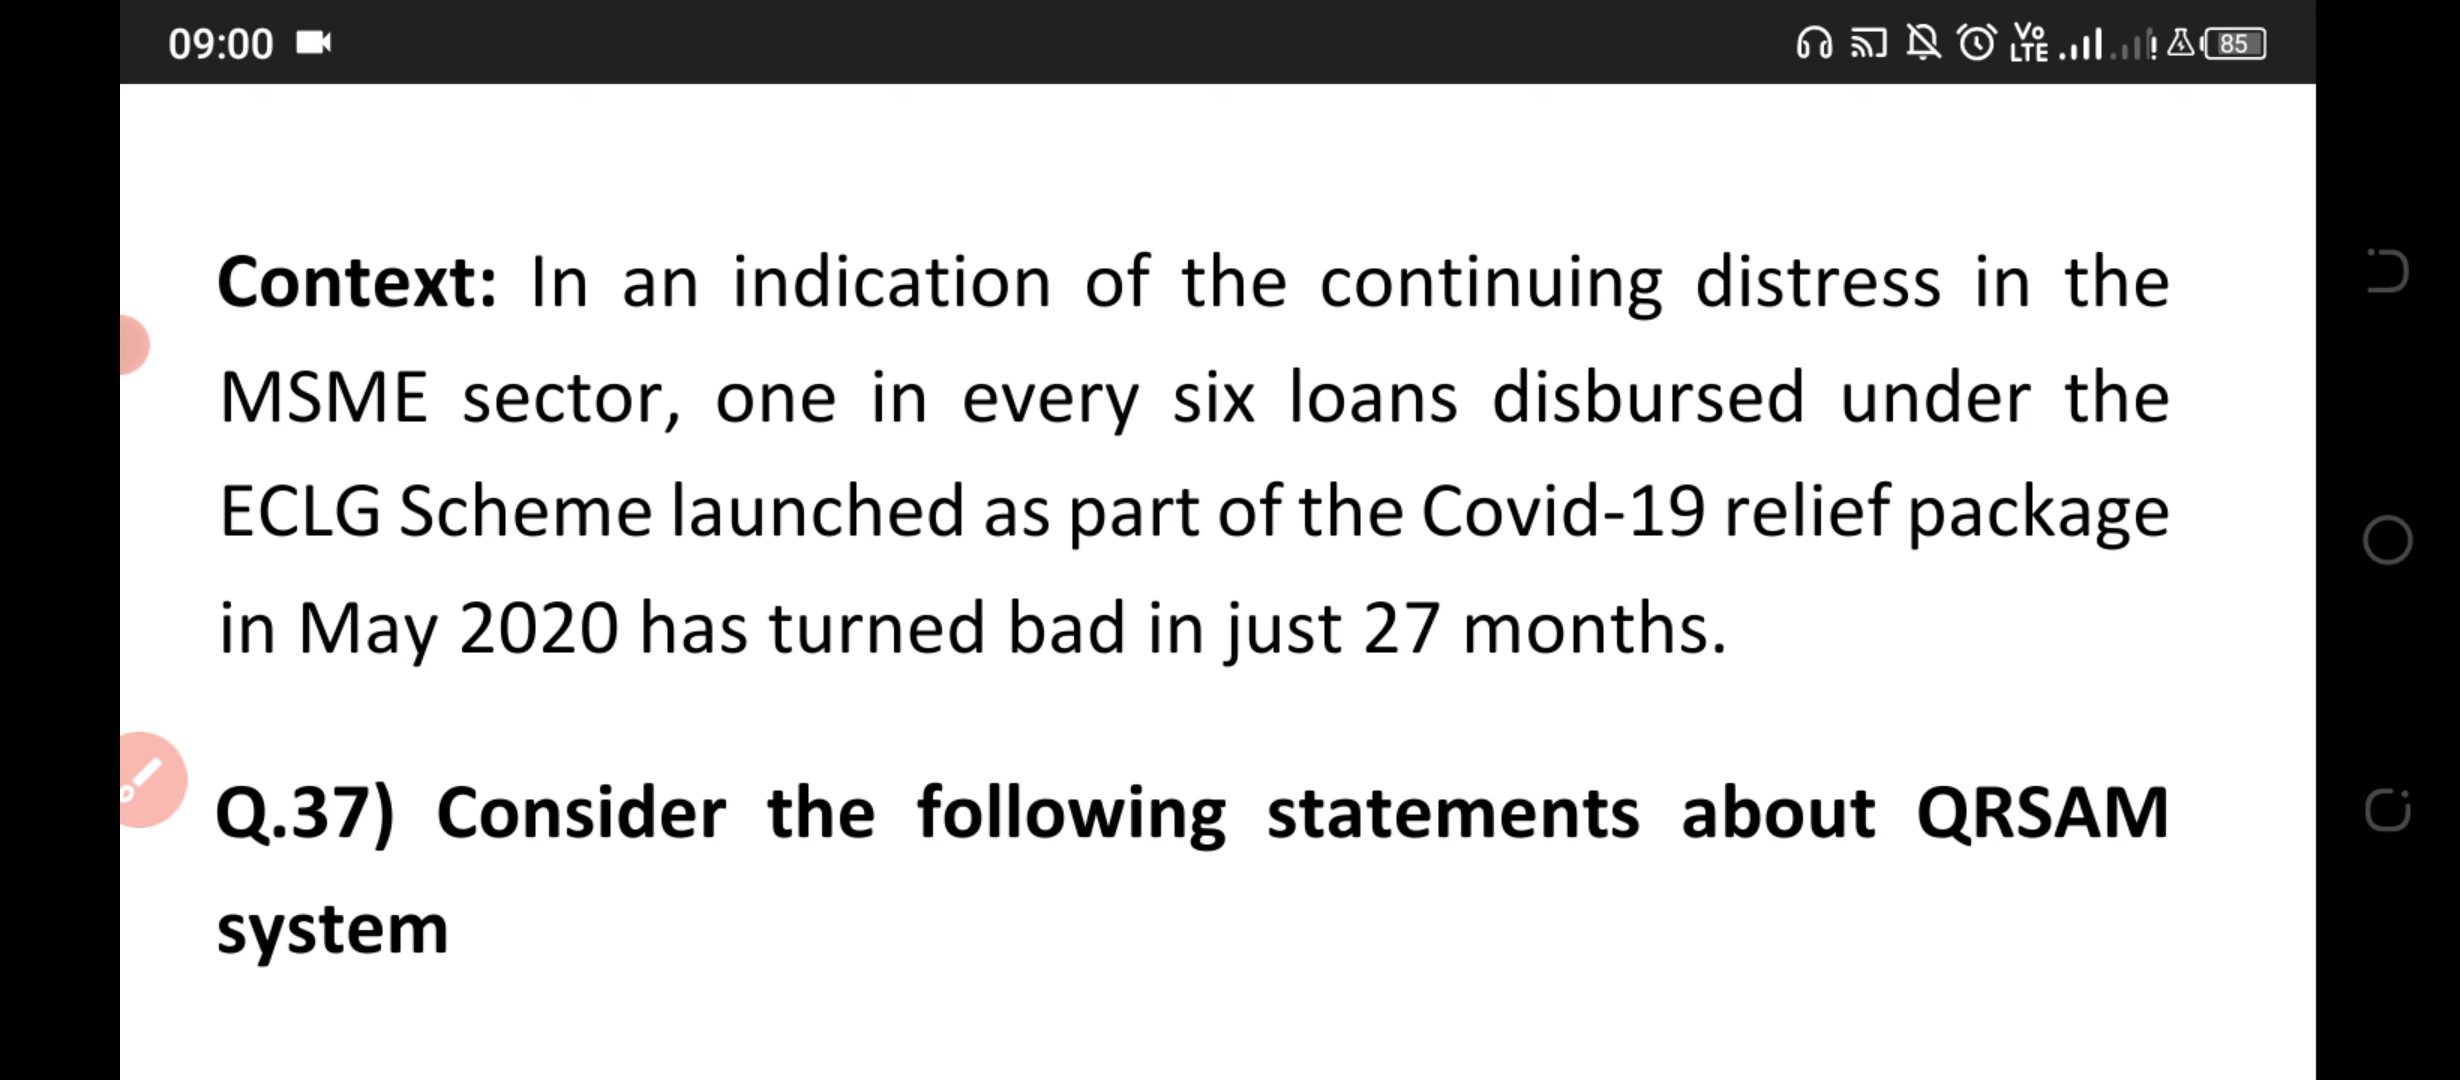 09:00
Vo
LTE
85
Context: In an indication of the continuing distress in the
MSME sector, one in every six loans disbursed under the
ECLG Scheme launched as part of the Covid-19 relief package
in May 2020 has turned bad in just 27 months.
Q.37) Consider the following statements about QRSAM
system